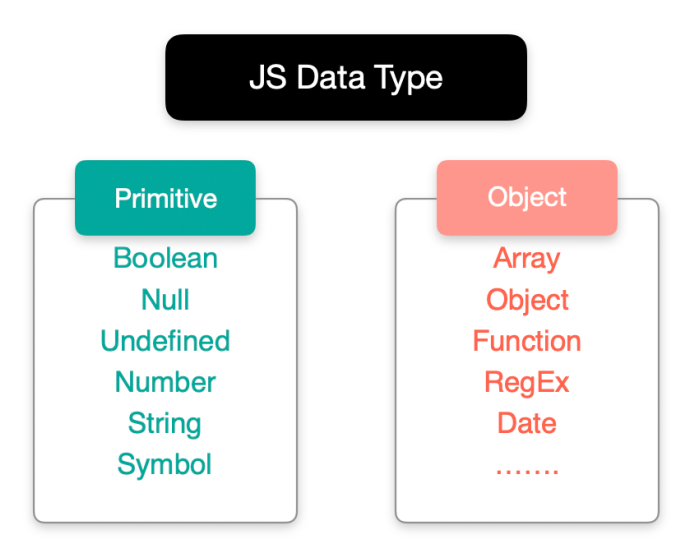 JS Data Type
Primitive
Boolean
Null
Undefined
Number
String
Symbol
Object
Array
Object
Function
RegEx
Date
.......